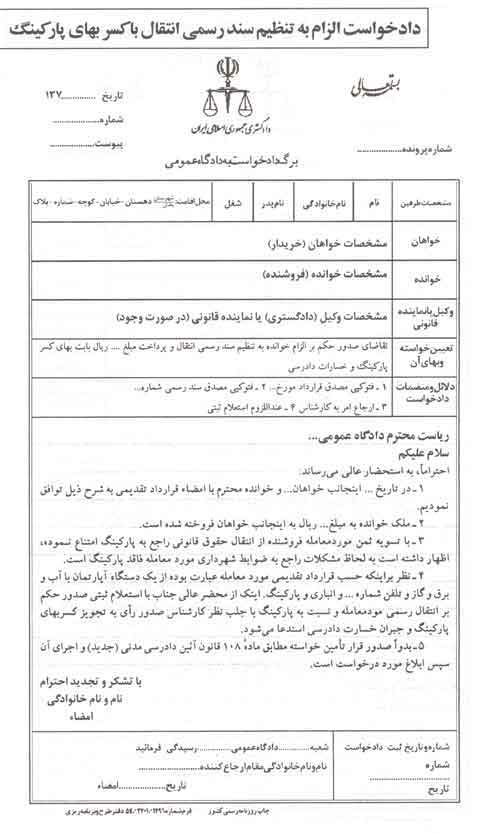 دادخواست الزام به تنظیم سند رسمی انتقال با کسر بهای پارکینگ
بسمه تعالی
تاریخ ............۱۳۷
شماره....................
دادگستری جمهوری اسلامی ایران
پیوست....................
شماره پرونده....................
برگ دادخواست به دادگاه عمومی
مشخصات طرفین نام نام خانوادگی نام پدر شغل محل اقامت: شهرستان - دهستان - خیابان - کوچه - شماره - پلاک
خواهان مشخصات خواهان (خریدار)
خوانده مشخصات خوانده (فروشنده)
وکیل یا نماینده قانونی مشخصات وکیل (دادگستری) یا نماینده قانونی (در صورت وجود)
تعیین خواسته و بهای آن تقاضای صدور حکم بر الزام خوانده به تنظیم سند رسمی انتقال و پرداخت مبلغ .... ریال بابت بهای کسر
پارکینگ و خسارات دادرسی
دلائل و منضمات دادخواست ۱ - فتوکپی مصدق قرارداد مورخ... ۲ - فتوکپی مصدق سند رسمی شماره...
۳ - ارجاع امر به کارشناس ۴ - عنداللزوم استعلام ثبتی
ریاست محترم دادگاه عمومی...
سلام علیکم
احتراماً، به استحضار عالی می‌رساند:
۱ - در تاریخ ... اینجانب خواهان... و خوانده محترم با امضاء قرارداد تقدیمی به شرح ذیل توافق
نمودیم.
۲ - ملک خوانده به مبلغ... ریال به اینجانب خواهان فروخته شده است.
۳ - با تسویه ثمن مورد معامله فروشنده از انتقال حقوق قانونی راجع به پارکینگ امتناع نموده،
اظهار داشته است به لحاظ مشکلات راجع به ضوابط شهرداری مورد معامله فاقد پارکینگ است.
۴ - نظر براینکه حسب قرارداد تقدیمی مورد معامله عبارت بوده از یک دستگاه آپارتمان با آب و
برق و گاز و تلفن شماره ... و انباری و پارکینگ. اینک از محضر عالی جناب با استعلام ثبتی صدور حکم
بر انتقال رسمی مورد معامله و نسبت به پارکینگ با جلب نظر کارشناس صدور رأی به تجویز کسر بهای
پارکینگ و جبران خسارت دادرسی استدعا می‌شود.
۵ - بدواً صدور قرار تأمین خواسته مطابق ماده ۱۰۸ قانون آئین دادرسی مدنی (جدید) و اجرای آن
سپس ابلاغ مورد درخواست است.
با تشکر و تجدید احترام
نام و نام خانوادگی
امضاء
شماره و تاریخ ثبت دادخواست
شماره
....................
تاریخ
شعبه..............دادگاه عمومی..............رسیدگی فرمائید
نام و نام خانوادگی مقام ارجاع کننده..............
تاریخ..............امضاء
چاپ روزنامه رسمی کشور فرم شماره ۵۴/۳۴۰۱/۱۴۹۶ دفتر طرح و برنامه ریزی